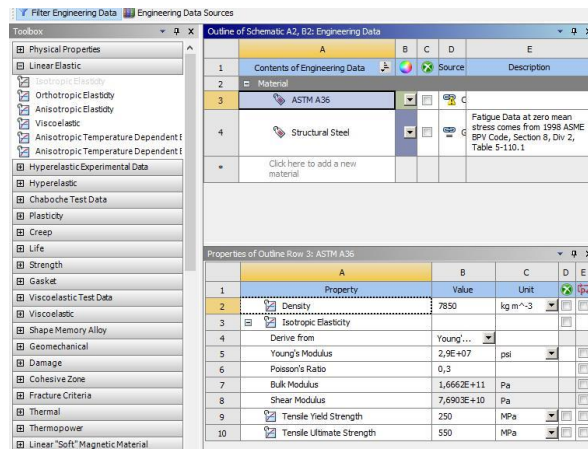 Filter Engineering Data Engineering Data Sources
Toolbox
Physical Properties
Linear Elastic
Isotropic Elasticity
Orthotropic Elasticity
Anisotropic Elasticity
Viscoelastic
Anisotropic Temperature Dependent E
Anisotropic Temperature Dependent E
Hyperelastic Experimental Data
Hyperelastic
Chaboche Test Data
Plasticity
Creep
Life
Strength
Gasket
Viscoelastic Test Data
Viscoelastic
Shape Memory Alloy
Geomechanical
Damage
Cohesive Zone
Fracture Criteria
Thermal
Thermopower
Linear "Soft" Magnetic Material
Outline of Schematic A2, B2: Engineering Data
A B C D E
1 Contents of Engineering Data Source Description
2 Material
3 ASTM A36
4 Structural Steel Fatigue Data at zero mean
stress comes from 1998 ASME
BPV Code, Section 8, Div 2,
Table 5-110.1
* Click here to add a new
material
Properties of Outline Row 3: ASTM A36
A B C D E
1 Property Value Unit
2 Density 7850 kg m^-3
3 Isotropic Elasticity
4 Derive from Young'...
5 Young's Modulus 2,9E+07 psi
6 Poisson's Ratio 0,3
7 Bulk Modulus 1,6662E+11 Pa
8 Shear Modulus 7,6903E+10 Pa
9 Tensile Yield Strength 250 MPa
10 Tensile Ultimate Strength 550 MPa